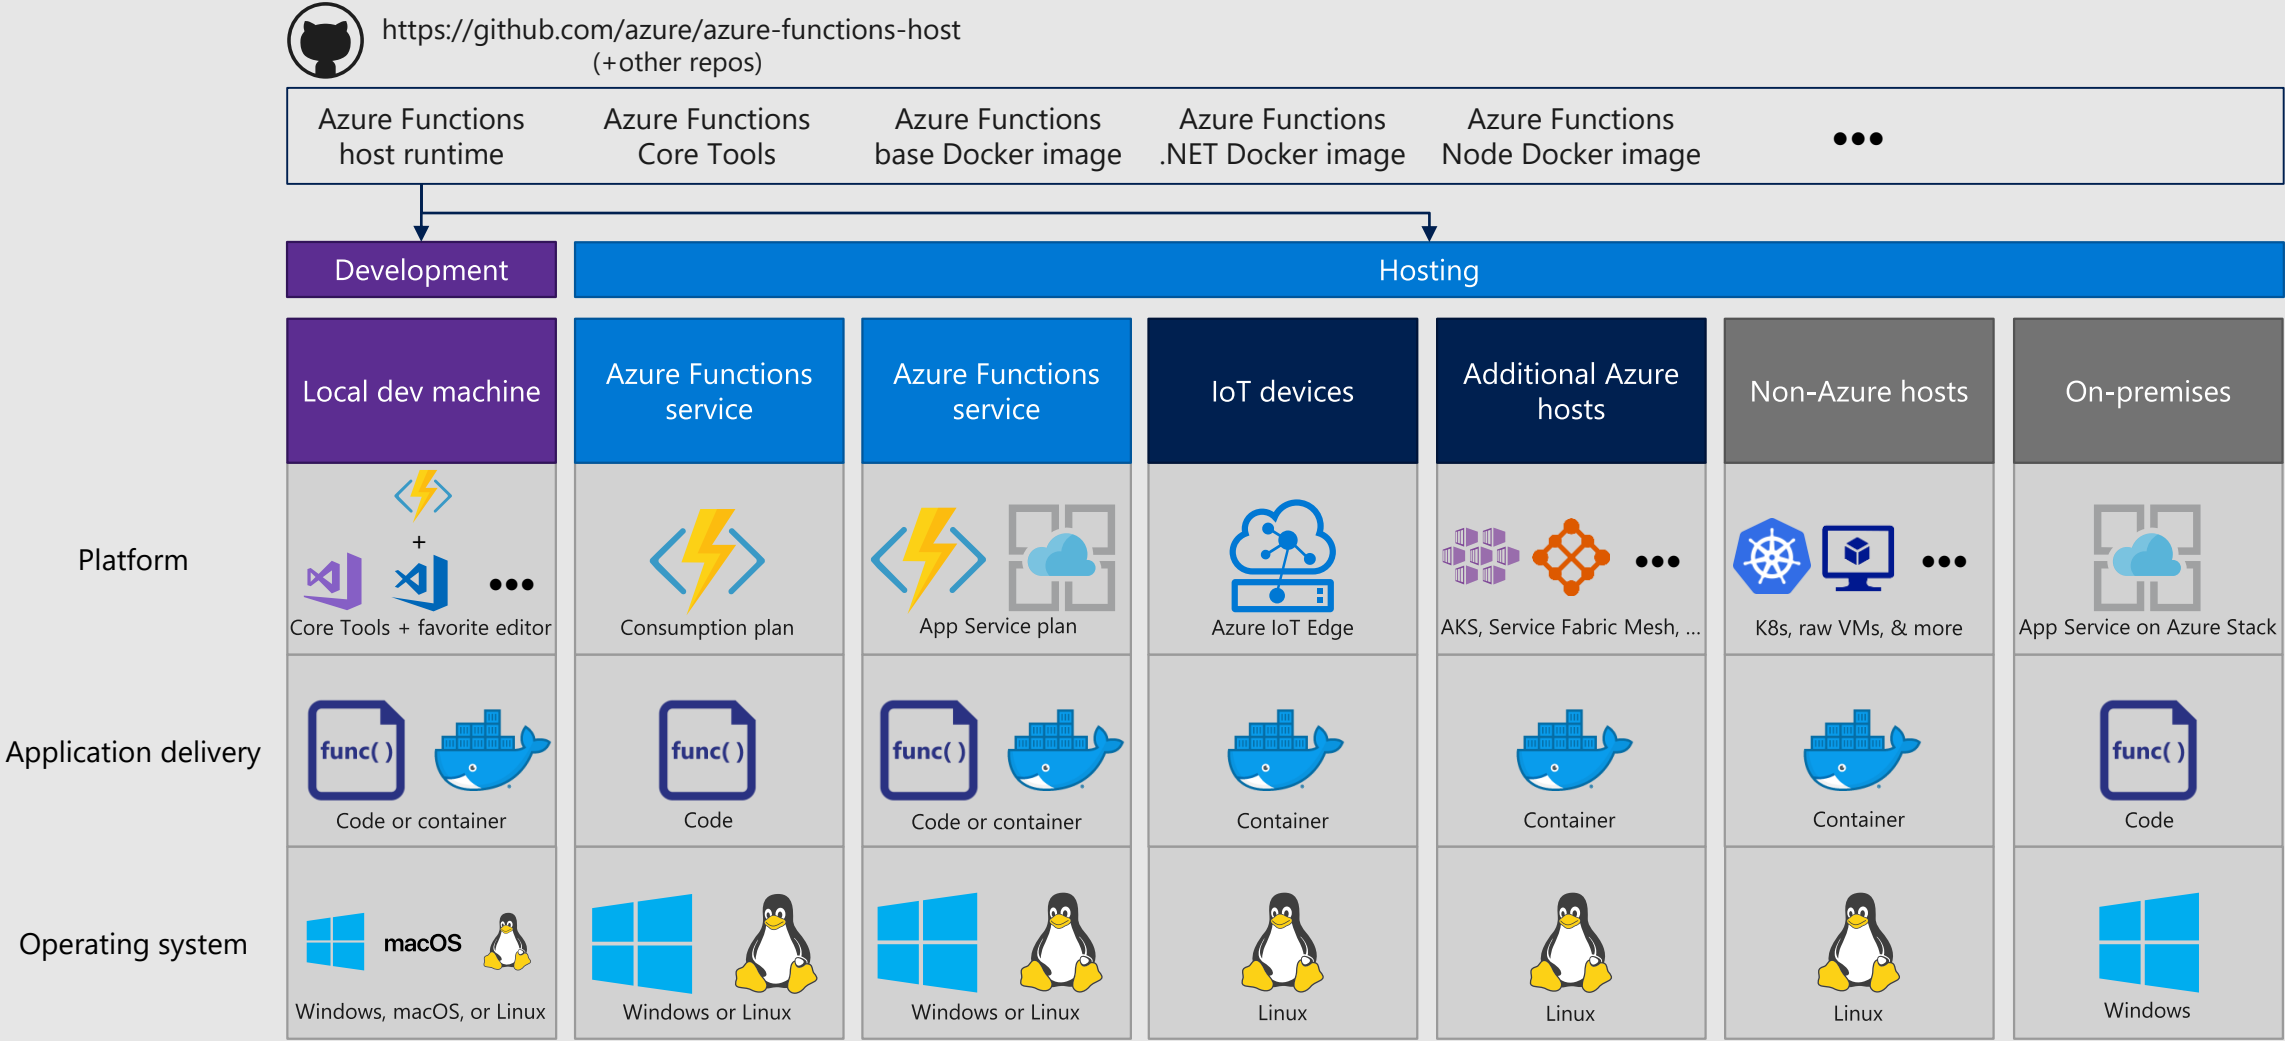 https://github.com/azure/azure-functions-host
(+other repos)
Azure Functions
host runtime
Azure Functions
Core Tools
Azure Functions
base Docker image
Azure Functions
.NET Docker image
Azure Functions
Node Docker image
•••
Development
Hosting
Local dev machine
Azure Functions
service
Azure Functions
service
IoT devices
Additional Azure
hosts
Non-Azure hosts
On-premises
Platform
+
•••
Core Tools + favorite editor
Consumption plan
App Service plan
Azure IoT Edge
•••
AKS, Service Fabric Mesh, ...
•••
K8s, raw VMs, & more
App Service on Azure Stack
Application delivery
func( )
Code or container
func( )
Code
func( )
Code or container
Container
Container
Container
func( )
Code
Operating system
macOS
Windows, macOS, or Linux
Windows or Linux
Windows or Linux
Linux
Linux
Linux
Windows